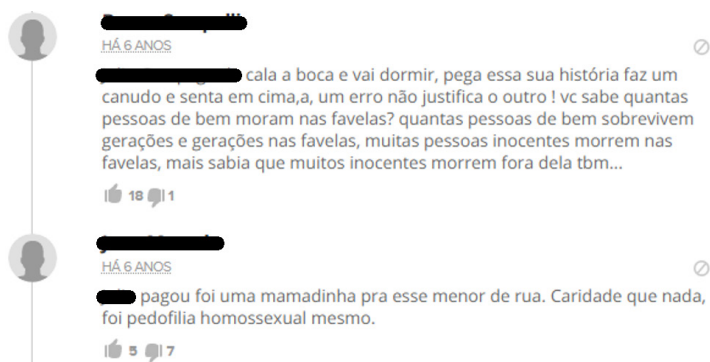 HÁ 6 ANOS
cala a boca e vai dormir, pega essa sua história faz um
canudo e senta em cima,a, um erro não justifica o outro ! vc sabe quantas
pessoas de bem moram nas favelas? quantas pessoas de bem sobrevivem
gerações e gerações nas favelas, muitas pessoas inocentes morrem nas
favelas, mais sabia que muitos inocentes morrem fora dela tbm...
18 1
HÁ 6 ANOS
pagou foi uma mamadinha pra esse menor de rua. Caridade que nada,
foi pedofilia homossexual mesmo.
5 7